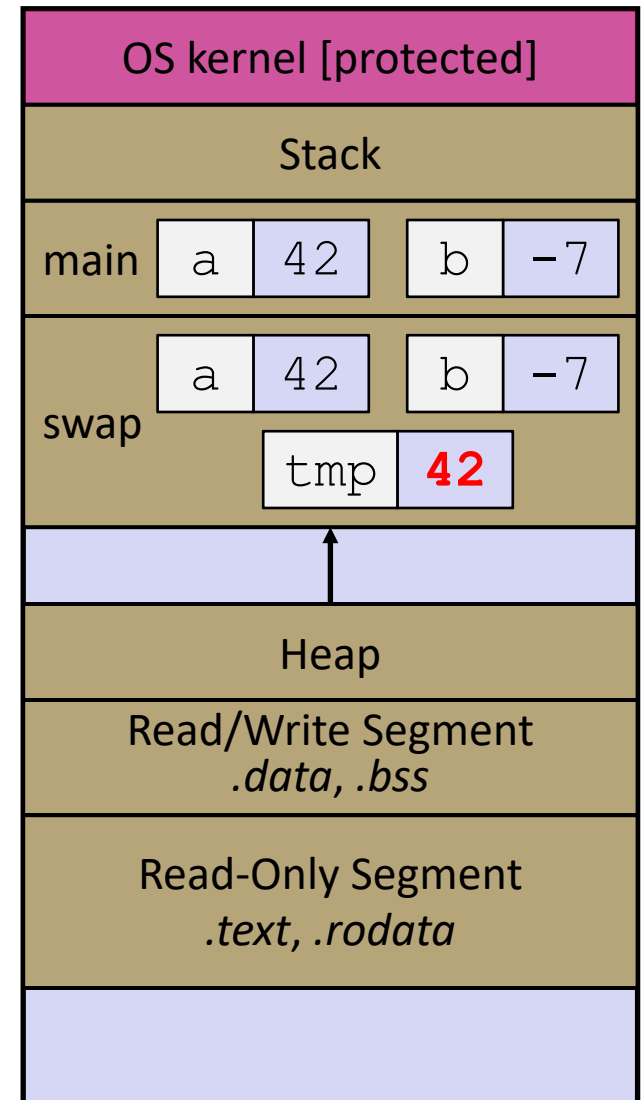 OS kernel [protected]
Stack
main a 42 b -7
a 42 b -7
swap
tmp 42
Heap
Read/Write Segment
.data, .bss
Read-Only Segment
.text, .rodata